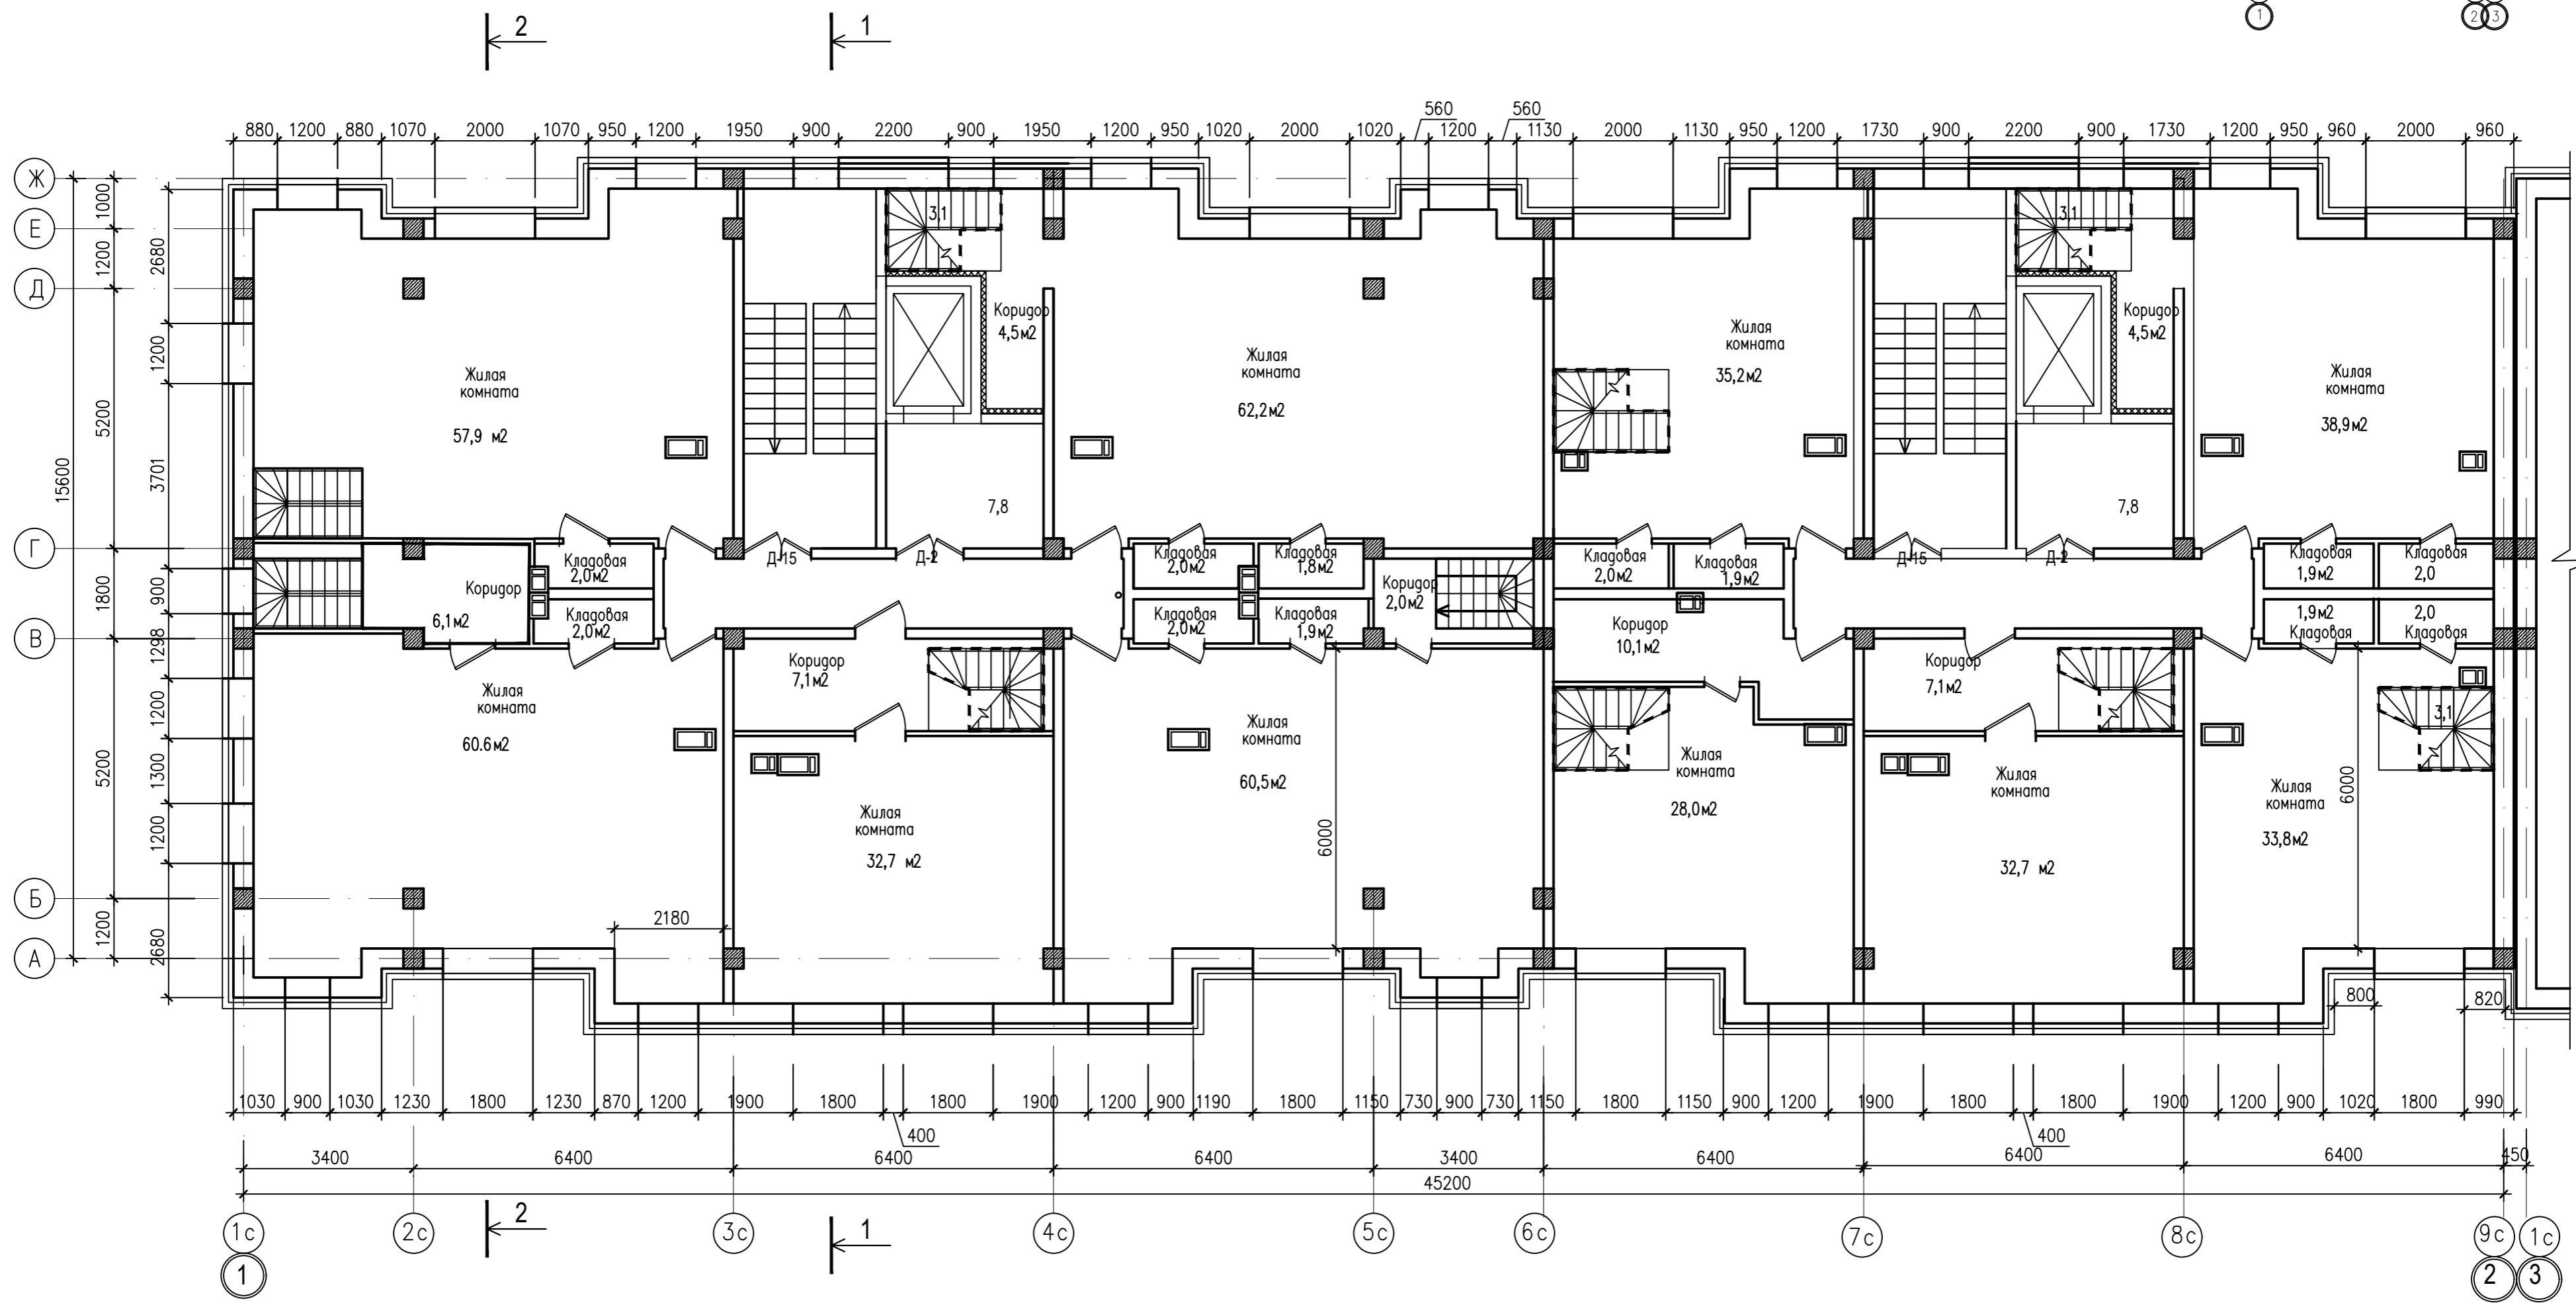 2
1
1
2 3
560 560
880 1200 880 1070 2000 1070 950 1200 1950 900 2200 900 1950 1200 950 1020 2000 1020 1200 1130 2000 1130 950 1200 1730 900 2200 900 1730 1200 950 960 2000 960
Ж
Е
Д
Г
В
Б
А
15600
1000
1200
5200
1800
5200
1200
2680
1200
3701
900
1298
1200
1300
1200
2680
3,1
3,1
Коридор
4,5м2
Коридор
4,5м2
Жилая
комната
57,9 м2
Жилая
комната
62,2м2
Жилая
комната
35,2м2
Жилая
комната
38,9м2
7,8
7,8
Д-15
Д-2
Д-15
Д-2
Кладовая
2,0м2
Кладовая
2,0м2
Кладовая
1,8м2
Кладовая
2,0м2
Кладовая
1,9м2
Кладовая
1,9м2
Кладовая
2,0
Коридор
6,1м2
Кладовая
2,0м2
Кладовая
2,0м2
Кладовая
1,9м2
Коридор
2,0м2
1,9м2
Кладовая
2,0
Кладовая
Коридор
10,1м2
Коридор
7,1м2
Коридор
7,1м2
Жилая
комната
60.6м2
Жилая
комната
32,7 м2
Жилая
комната
60,5м2
Жилая
комната
28,0м2
Жилая
комната
32,7 м2
Жилая
комната
33,8м2
3,1
6000
6000
2180
800
820
1030 900 1030 1230 1800 1230 870 1200 1900 1800 1800 1900 1200 900 1190 1800 1150 730 900 730 1150 1800 1150 900 1200 1900 1800 1800 1900 1200 900 1020 1800 990
400 400
3400 6400 6400 6400 3400 6400 6400 6400 450
45200
2
1
1с 2с 3с 4с 5с 6с 7с 8с 9с 1с
1 2 3